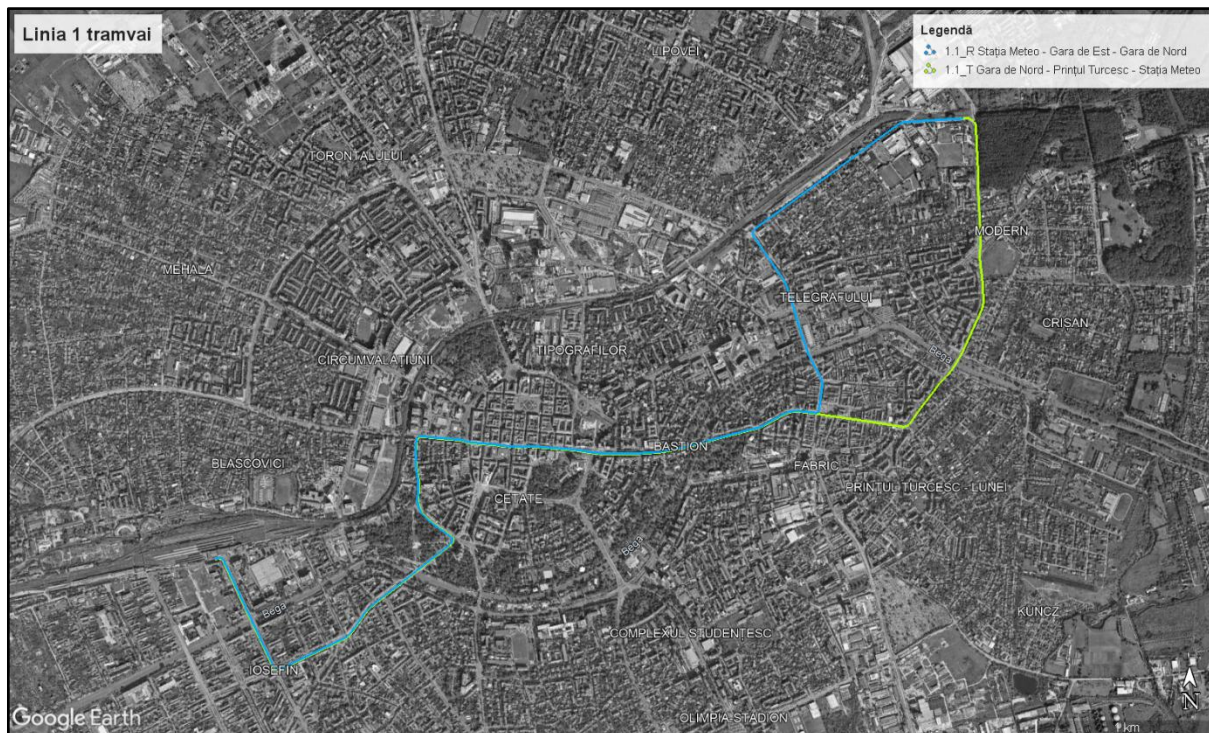 Linia 1 tramvai
Legendă
1.1_R Stația Meteo - Gara de Est - Gara de Nord
1.1_T Gara de Nord - Prințul Turcesc - Stația Meteo
LIPOVEI
TORONTALULUI
MODERN
MEHALA
TELEGRAFULUI
CRIȘAN
TIPOGRAFILOR
CIRCUMVALAȚIUNII
Bega
BASTION
BLASCOVICI
FABRIC
PRINȚUL TURCESC - LUNEI
CETATE
Bega
Bega
KUNCZ
COMPLEXUL STUDENȚESC
IOSEFIN
N
Google Earth
OLIMPIA-STADION
1 km